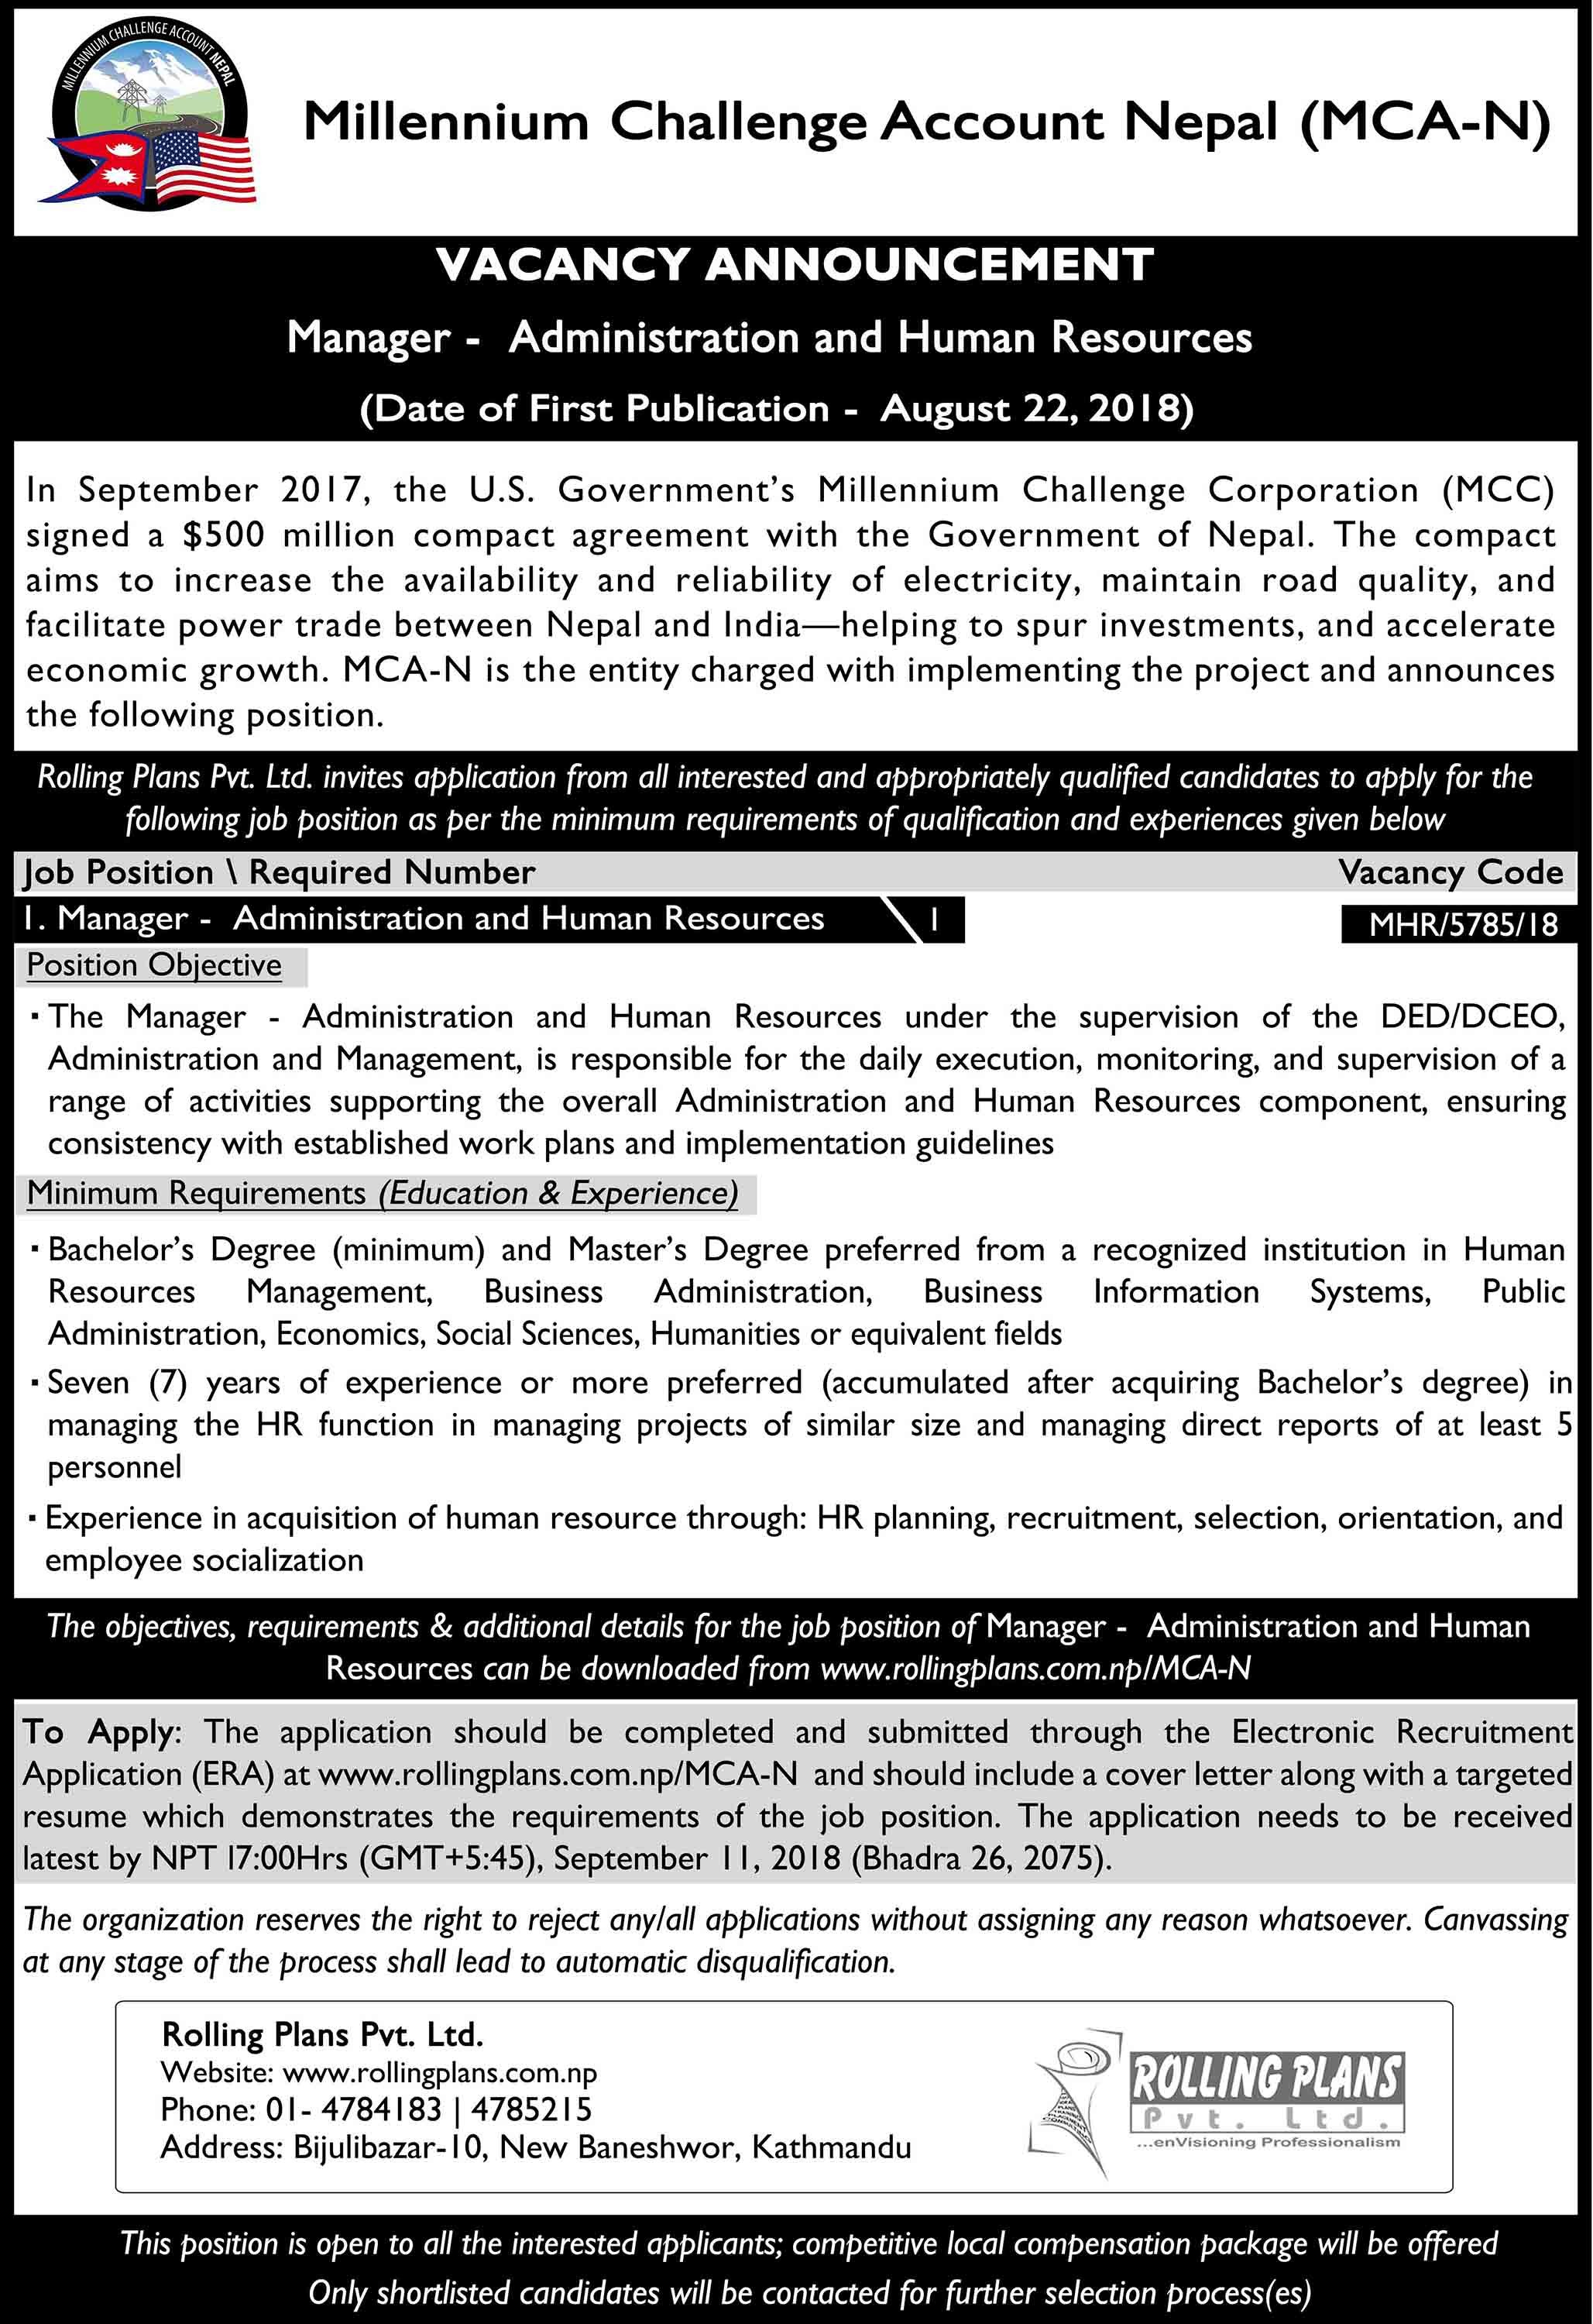 MILLENNIUM CHALLENGE ACCOUNT NEPAL
Millennium Challenge Account Nepal (MCA-N)
VACANCY ANNOUNCEMENT
Manager - Administration and Human Resources
(Date of First Publication - August 22, 2018)
In September 2017, the U.S. Government's Millennium Challenge Corporation (MCC)
signed a $500 million compact agreement with the Government of Nepal. The compact
aims to increase the availability and reliability of electricity, maintain road quality, and
facilitate power trade between Nepal and India—helping to spur investments, and accelerate
economic growth. MCA-N is the entity charged with implementing the project and announces
the following position.
Rolling Plans Pvt. Ltd. invites application from all interested and appropriately qualified candidates to apply for the
following job position as per the minimum requirements of qualification and experiences given below
Job Position \ Required Number Vacancy Code
1. Manager - Administration and Human Resources \ 1 MHR/5785/18
Position Objective
▪ The Manager - Administration and Human Resources under the supervision of the DED/DCEO,
Administration and Management, is responsible for the daily execution, monitoring, and supervision of a
range of activities supporting the overall Administration and Human Resources component, ensuring
consistency with established work plans and implementation guidelines
Minimum Requirements (Education & Experience)
▪ Bachelor's Degree (minimum) and Master's Degree preferred from a recognized institution in Human
Resources Management, Business Administration, Business Information Systems, Public
Administration, Economics, Social Sciences, Humanities or equivalent fields
▪ Seven (7) years of experience or more preferred (accumulated after acquiring Bachelor's degree) in
managing the HR function in managing projects of similar size and managing direct reports of at least 5
personnel
▪ Experience in acquisition of human resource through: HR planning, recruitment, selection, orientation, and
employee socialization
The objectives, requirements & additional details for the job position of Manager - Administration and Human
Resources can be downloaded from www.rollingplans.com.np/MCA-N
To Apply: The application should be completed and submitted through the Electronic Recruitment
Application (ERA) at www.rollingplans.com.np/MCA-N and should include a cover letter along with a targeted
resume which demonstrates the requirements of the job position. The application needs to be received
latest by NPT 17:00Hrs (GMT+5:45), September 11, 2018 (Bhadra 26, 2075).
The organization reserves the right to reject any/all applications without assigning any reason whatsoever. Canvassing
at any stage of the process shall lead to automatic disqualification.
Rolling Plans Pvt. Ltd.
Website: www.rollingplans.com.np
Phone: 01- 4784183 | 4785215
Address: Bijulibazar-10, New Baneshwor, Kathmandu
ROLLING PLANS
Pvt. Ltd.
...enVisioning Professionalism
This position is open to all the interested applicants; competitive local compensation package will be offered
Only shortlisted candidates will be contacted for further selection process(es)